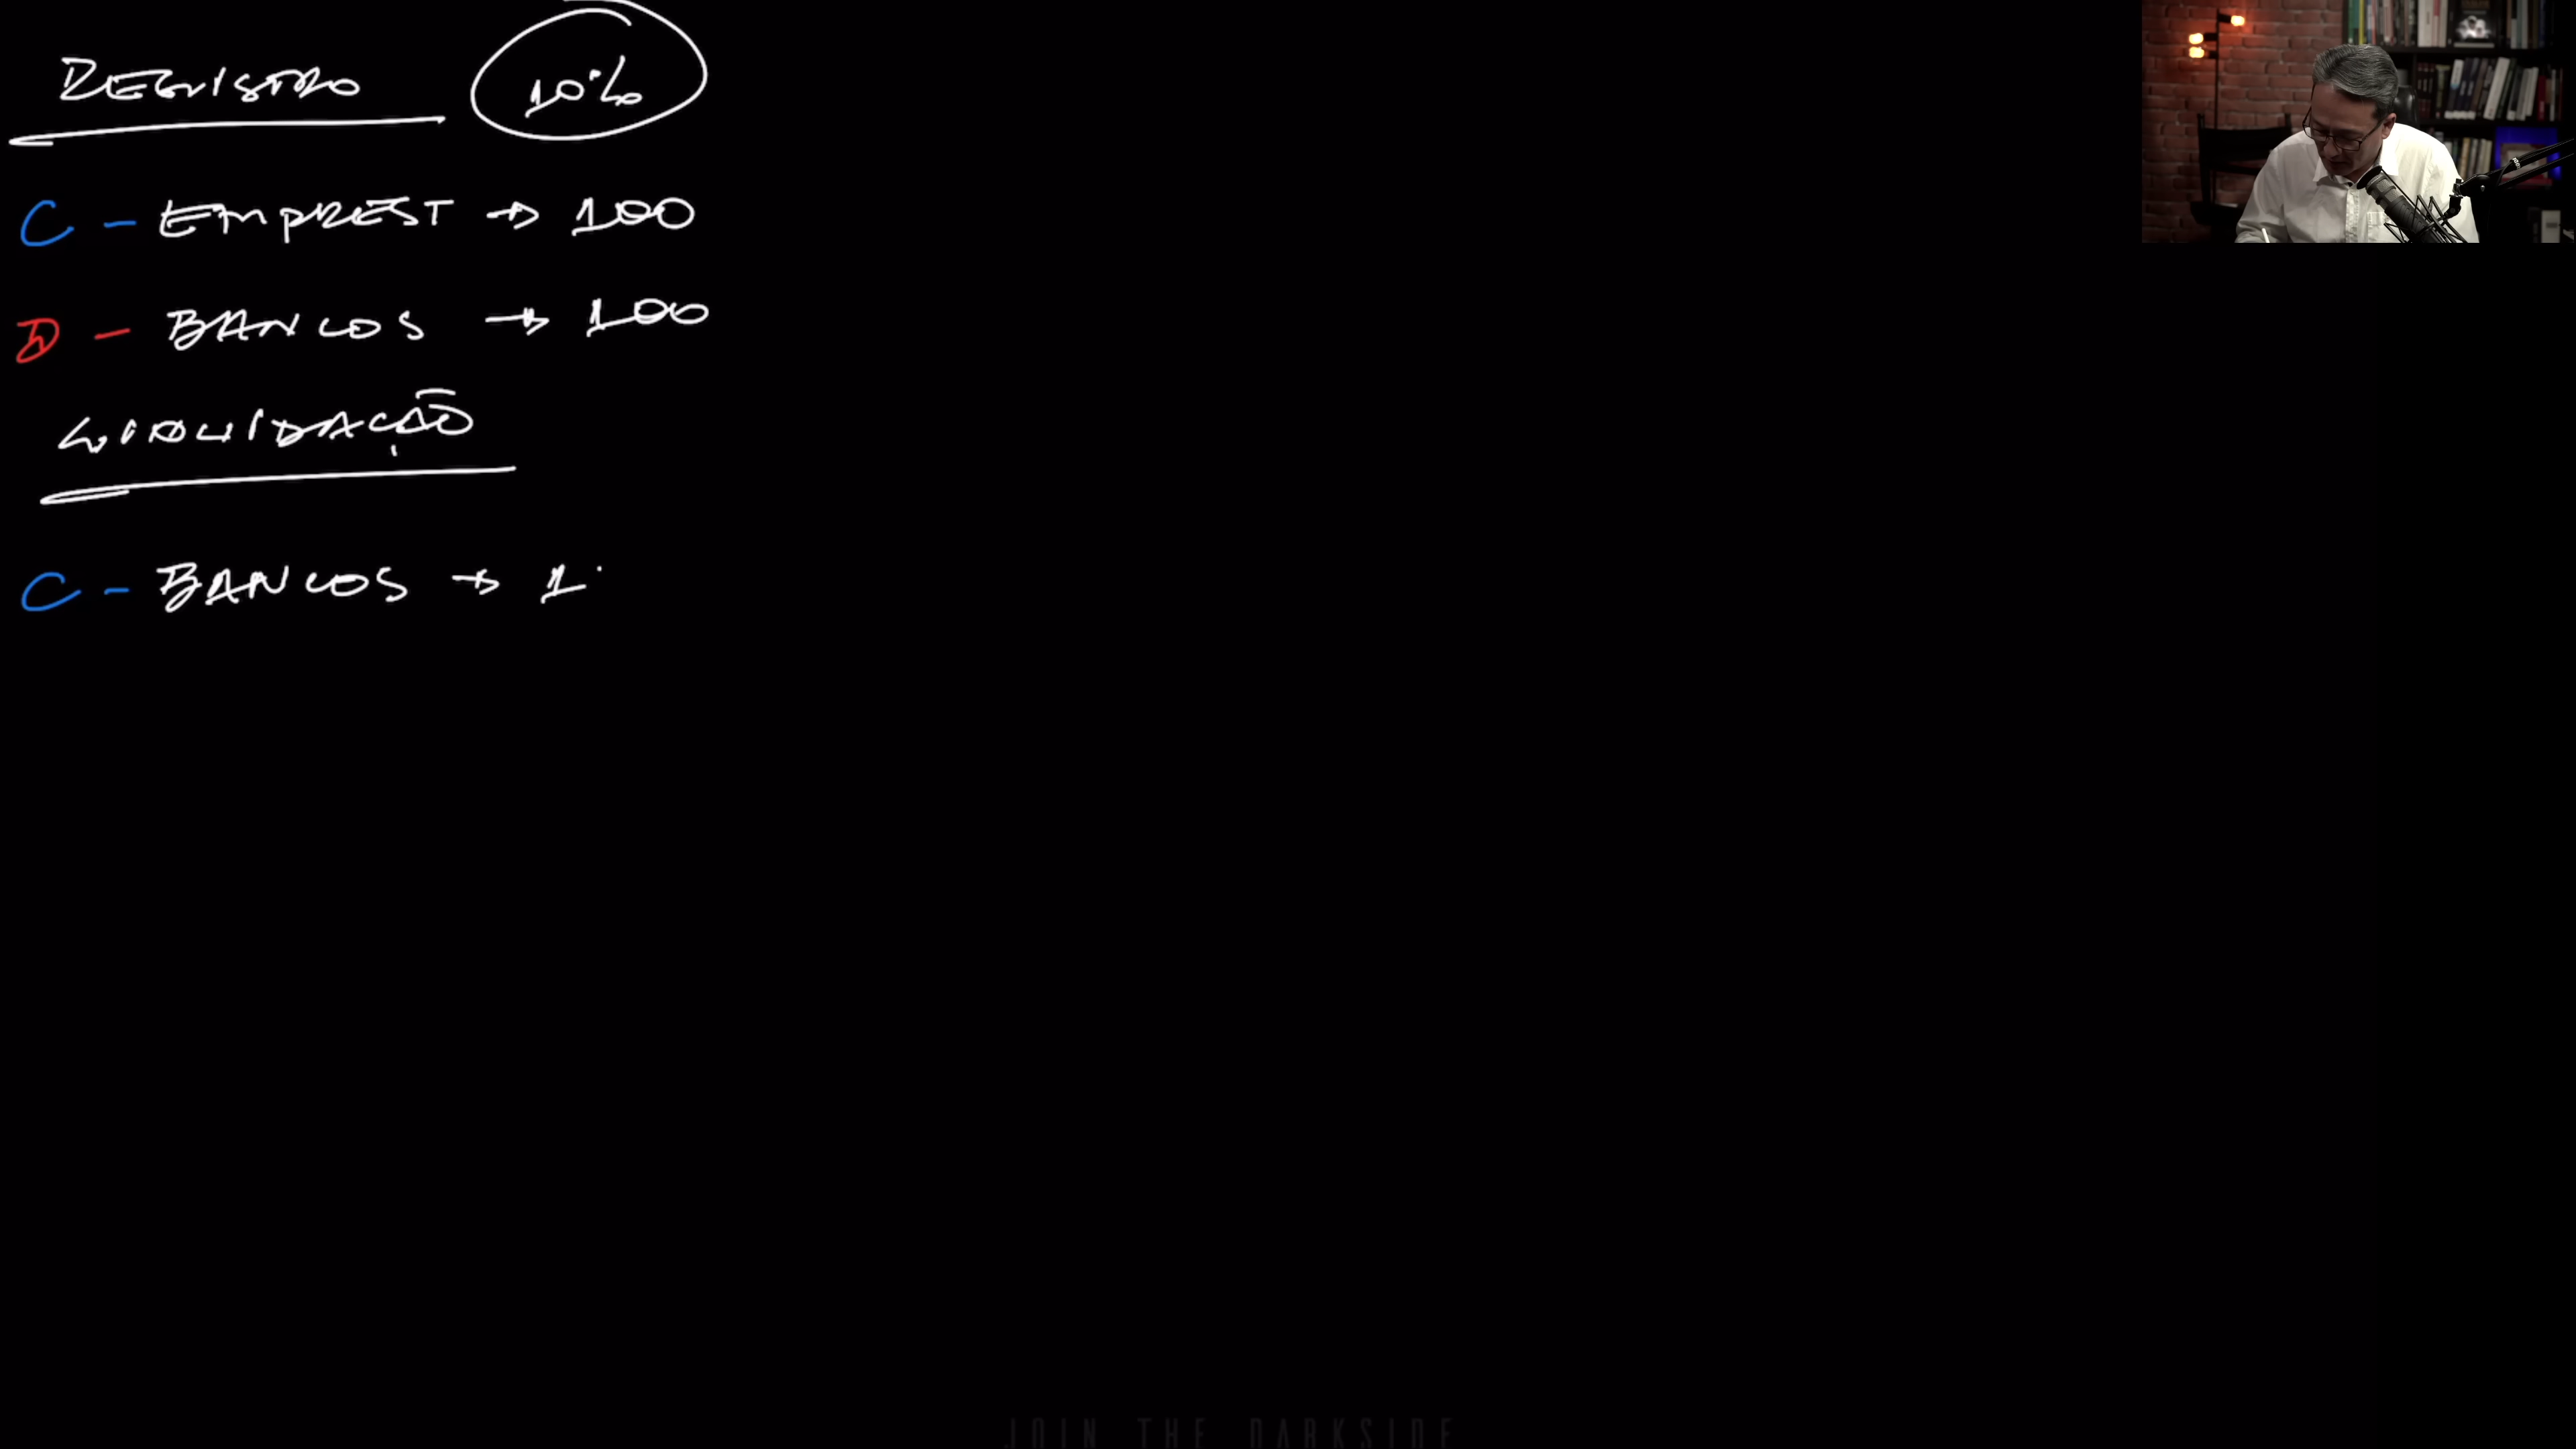 REGISTRO 10%
C - EMPREST → 100
D - BANCOS → 100
LIQUIDAÇÃO
C - BANCOS → 1
JOIN THE DARKSIDE